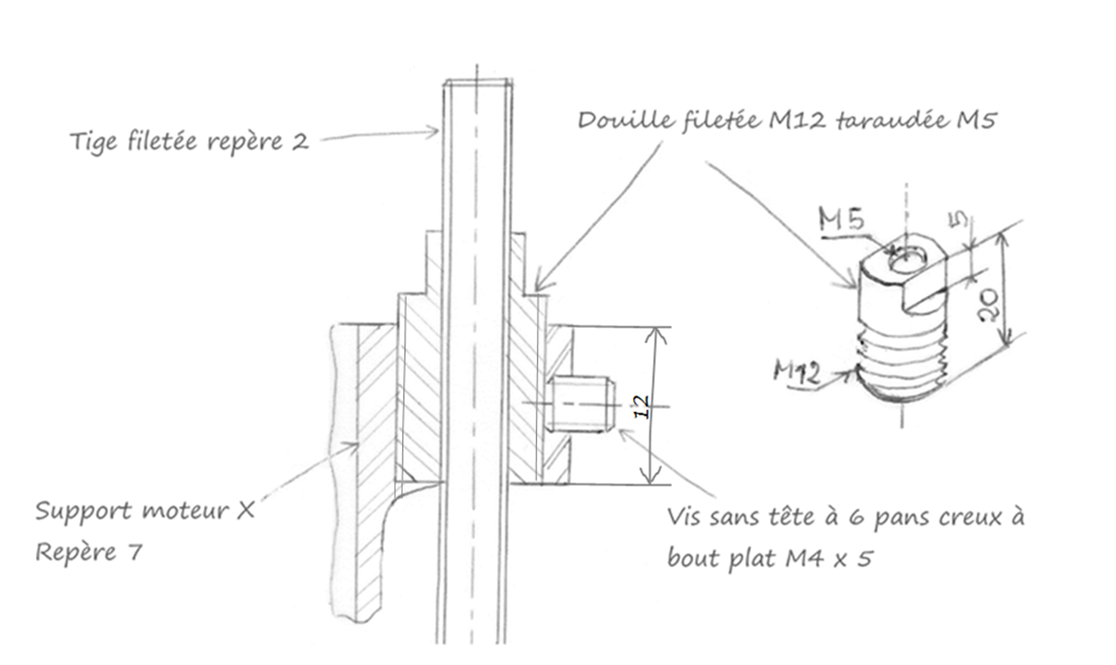 Tige filetée repère 2
Douille filetée M12 taraudée M5
M5
5
20
M12
12
Support moteur X
Repère 7
Vis sans tête à 6 pans creux à
bout plat M4 x 5